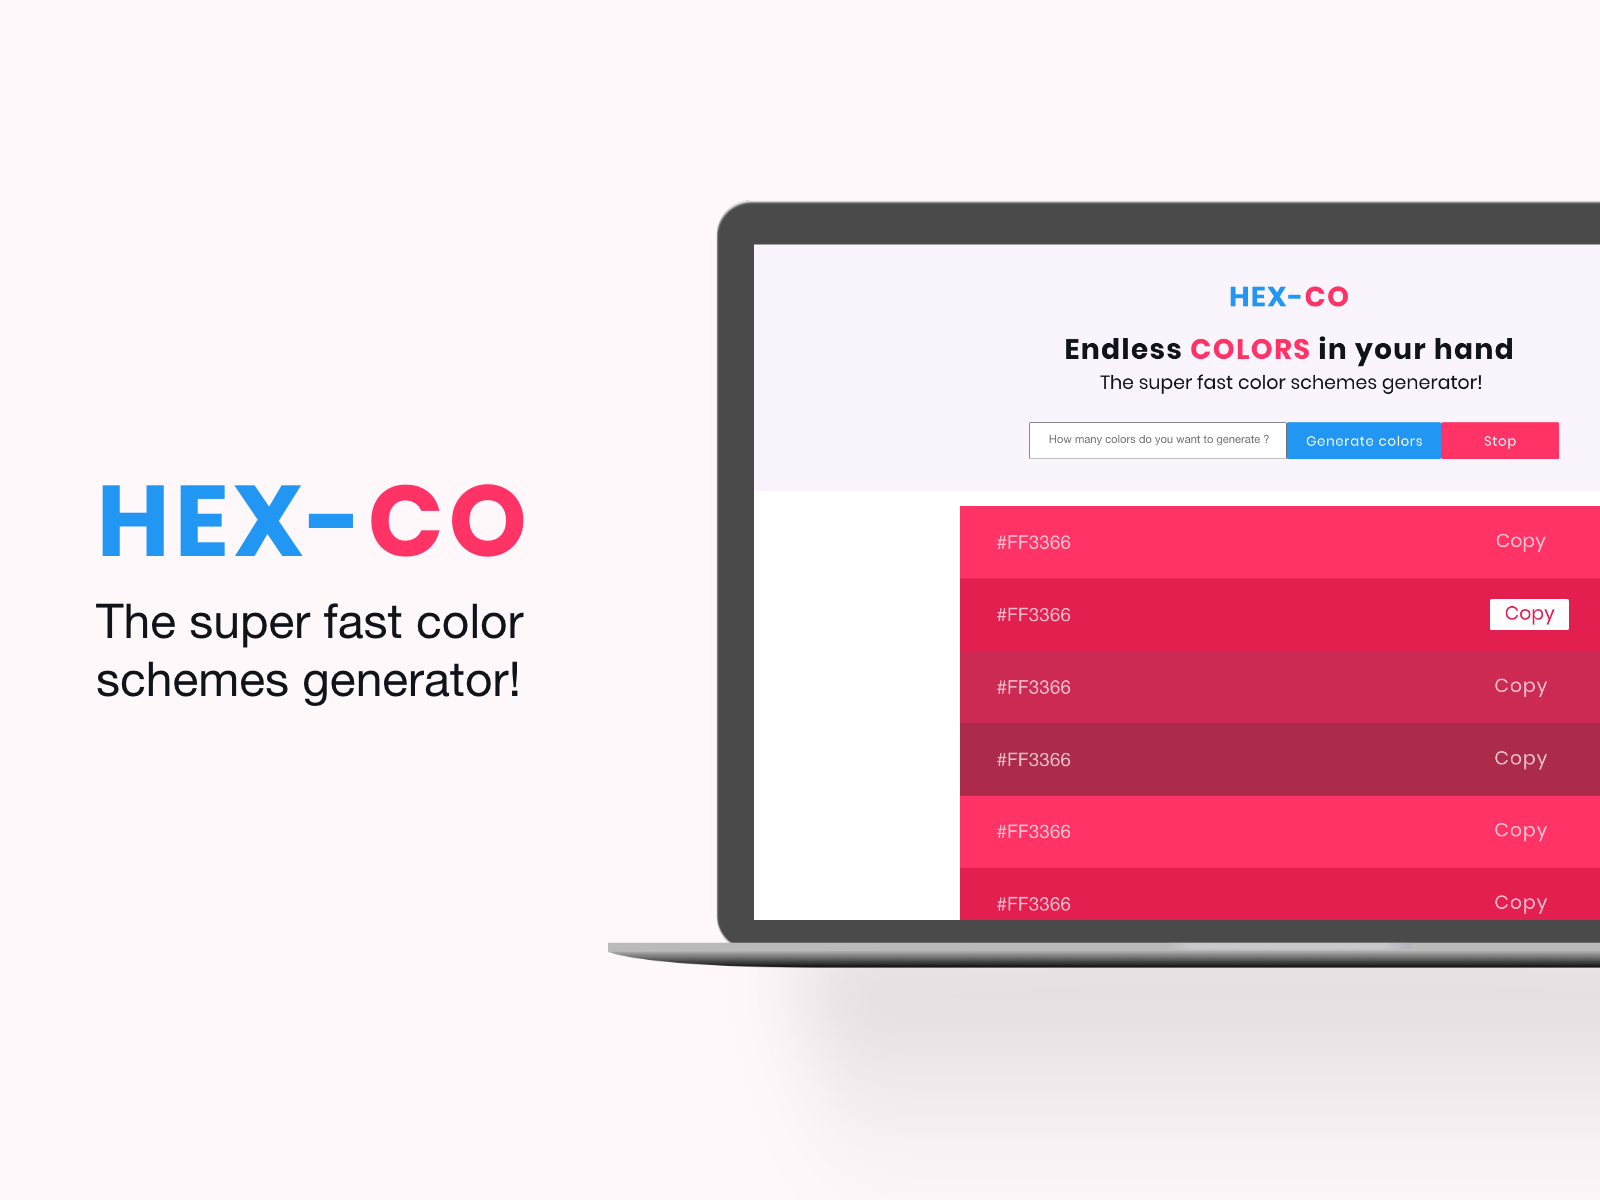 HEX-CO
The super fast color
schemes generator!
HEX-CO
Endless COLORS in your hand
The super fast color schemes generator!
How many colors do you want to generate ? Generate colors Stop
#FF3366 Copy
#FF3366 Copy
#FF3366 Copy
#FF3366 Copy
#FF3366 Copy
#FF3366 Copy